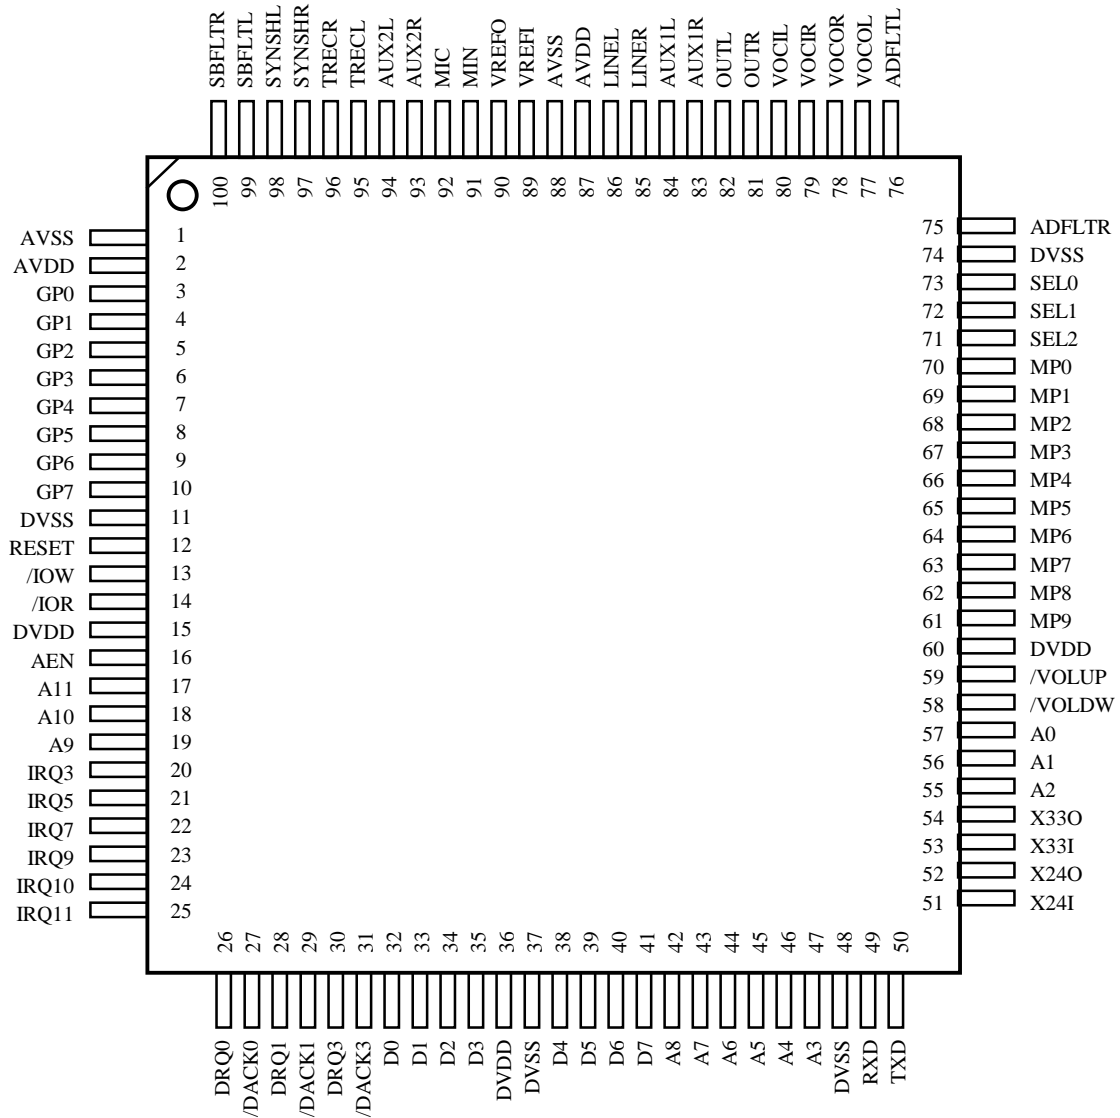 SBFLTR
SBFLTL
SYNSHL
SYNSHR
TRECR
TRECL
AUX2L
AUX2R
MIC
MIN
VREFO
VREFI
AVSS
AVDD
LINEL
LINER
AUX1L
AUX1R
OUTL
OUTR
VOCIL
VOCIR
VOCOR
VOCOL
ADFLTL
100
99
98
97
96
95
94
93
92
91
90
89
88
87
86
85
84
83
82
81
80
79
78
77
76
AVSS 1
AVDD 2
GP0 3
GP1 4
GP2 5
GP3 6
GP4 7
GP5 8
GP6 9
GP7 10
DVSS 11
RESET 12
/IOW 13
/IOR 14
DVDD 15
AEN 16
A11 17
A10 18
A9 19
IRQ3 20
IRQ5 21
IRQ7 22
IRQ9 23
IRQ10 24
IRQ11 25
75 ADFLTR
74 DVSS
73 SEL0
72 SEL1
71 SEL2
70 MP0
69 MP1
68 MP2
67 MP3
66 MP4
65 MP5
64 MP6
63 MP7
62 MP8
61 MP9
60 DVDD
59 /VOLUP
58 /VOLDW
57 A0
56 A1
55 A2
54 X33O
53 X33I
52 X24O
51 X24I
26
27
28
29
30
31
32
33
34
35
36
37
38
39
40
41
42
43
44
45
46
47
48
49
50
DRQ0
/DACK0
DRQ1
/DACK1
DRQ3
/DACK3
D0
D1
D2
D3
DVDD
DVSS
D4
D5
D6
D7
A8
A7
A6
A5
A4
A3
DVSS
RXD
TXD